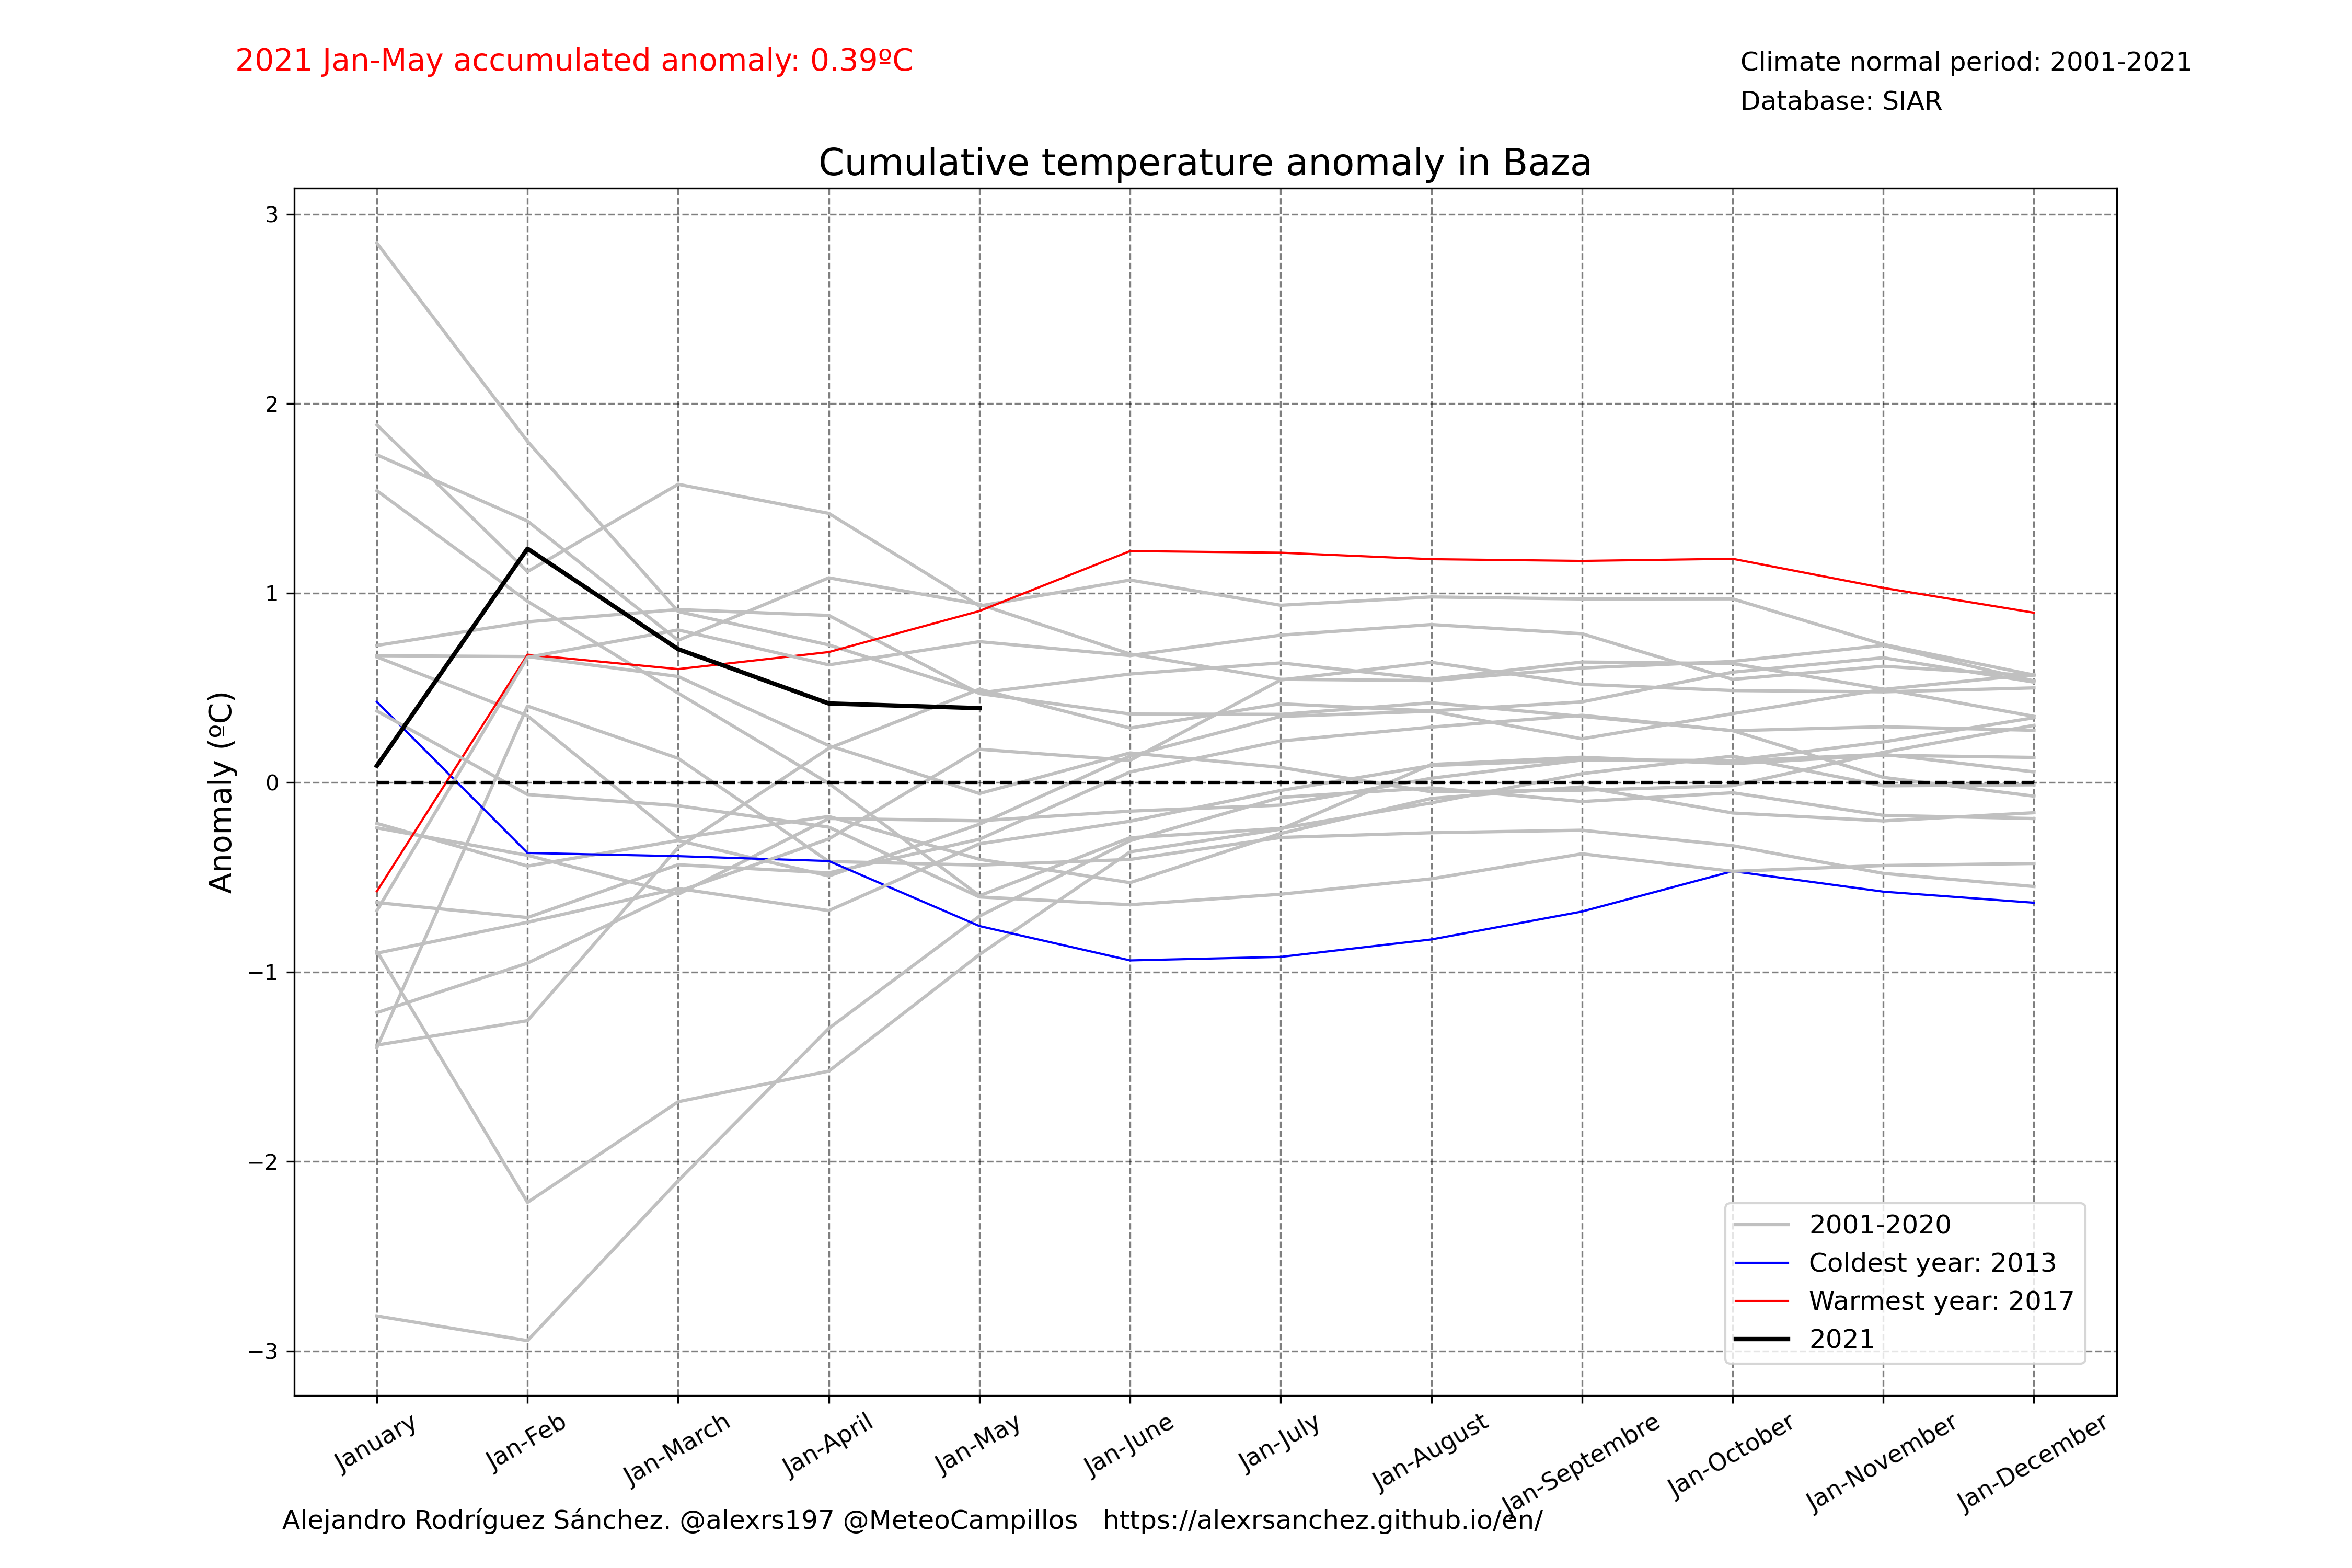 2021 Jan-May accumulated anomaly: 0.39ºC
Climate normal period: 2001-2021
Database: SIAR
Cumulative temperature anomaly in Baza
Anomaly (ºC)
3
2
1
0
−1
−2
−3
2001-2020
Coldest year: 2013
Warmest year: 2017
2021
January
Jan-Feb
Jan-March
Jan-April
Jan-May
Jan-June
Jan-July
Jan-August
Jan-Septembre
Jan-October
Jan-November
Jan-December
Alejandro Rodríguez Sánchez. @alexrs197 @MeteoCampillos https://alexrsanchez.github.io/en/